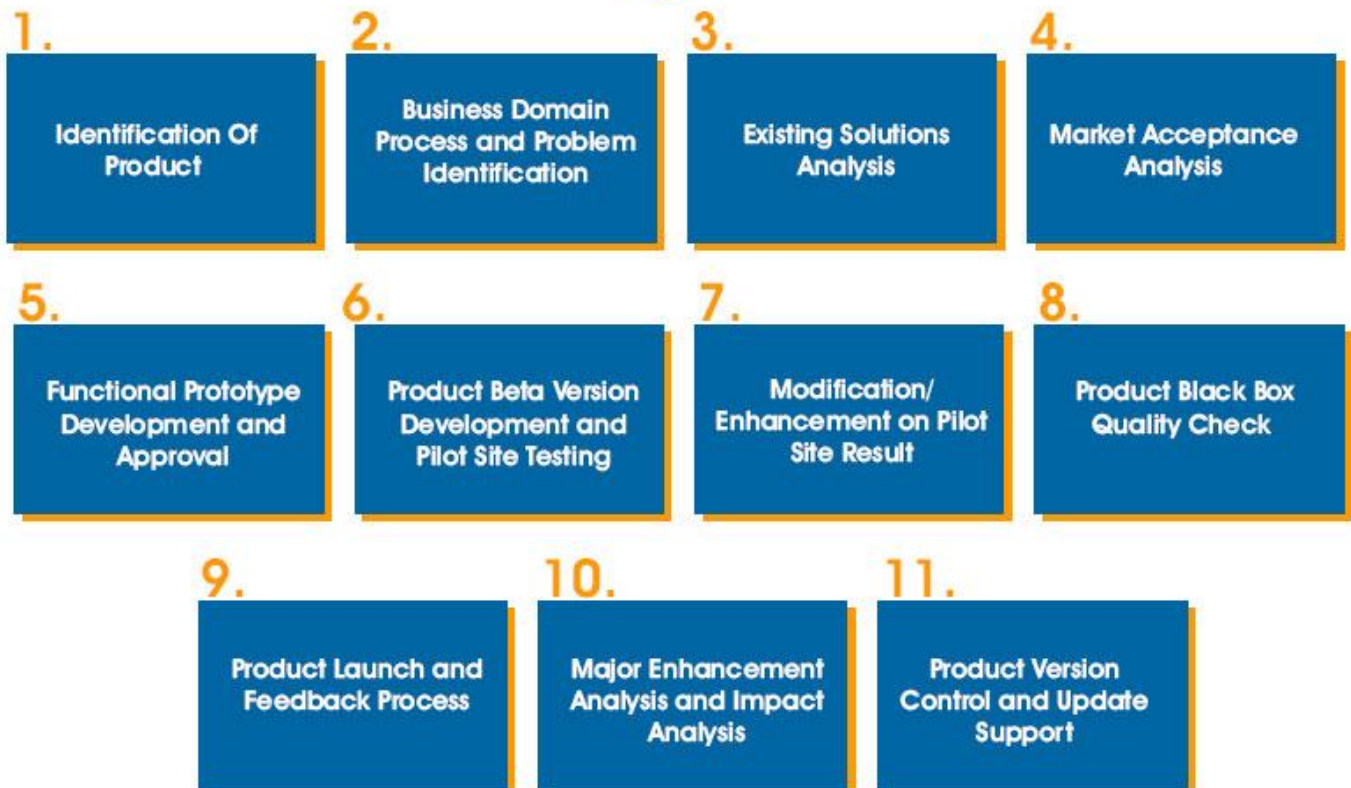 1.
Identification Of
Product
2.
Business Domain
Process and Problem
Identification
3.
Existing Solutions
Analysis
4.
Market Acceptance
Analysis
5.
Functional Prototype
Development and
Approval
6.
Product Beta Version
Development and
Pilot Site Testing
7.
Modification/
Enhancement on Pilot
Site Result
8.
Product Black Box
Quality Check
9.
Product Launch and
Feedback Process
10.
Major Enhancement
Analysis and Impact
Analysis
11.
Product Version
Control and Update
Support